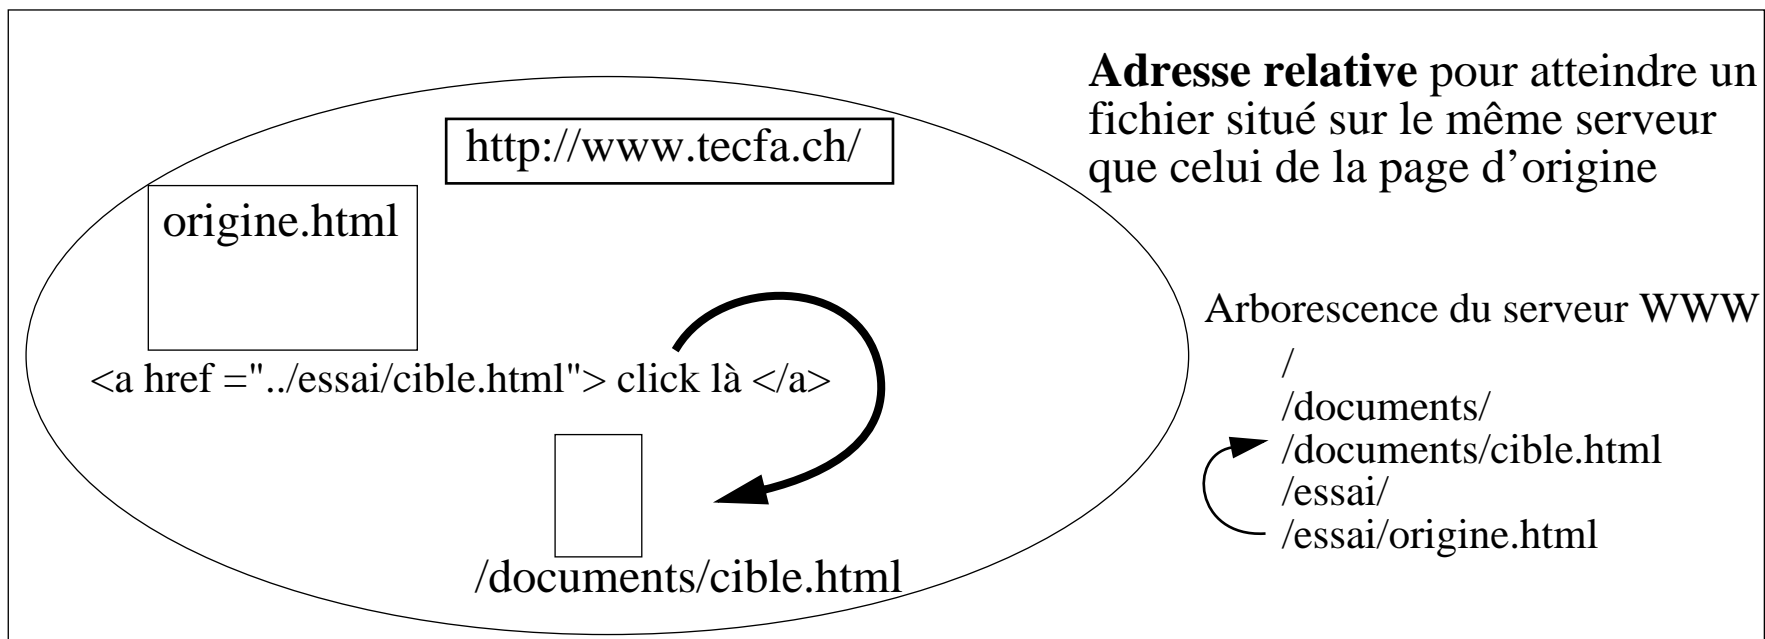 Adresse relative pour atteindre un
fichier situé sur le même serveur
que celui de la page d’origine
http://www.tecfa.ch/
origine.html
<a href ="../essai/cible.html"> click là </a>
/documents/cible.html
Arborescence du serveur WWW
/
/documents/
/documents/cible.html
/essai/
/essai/origine.html